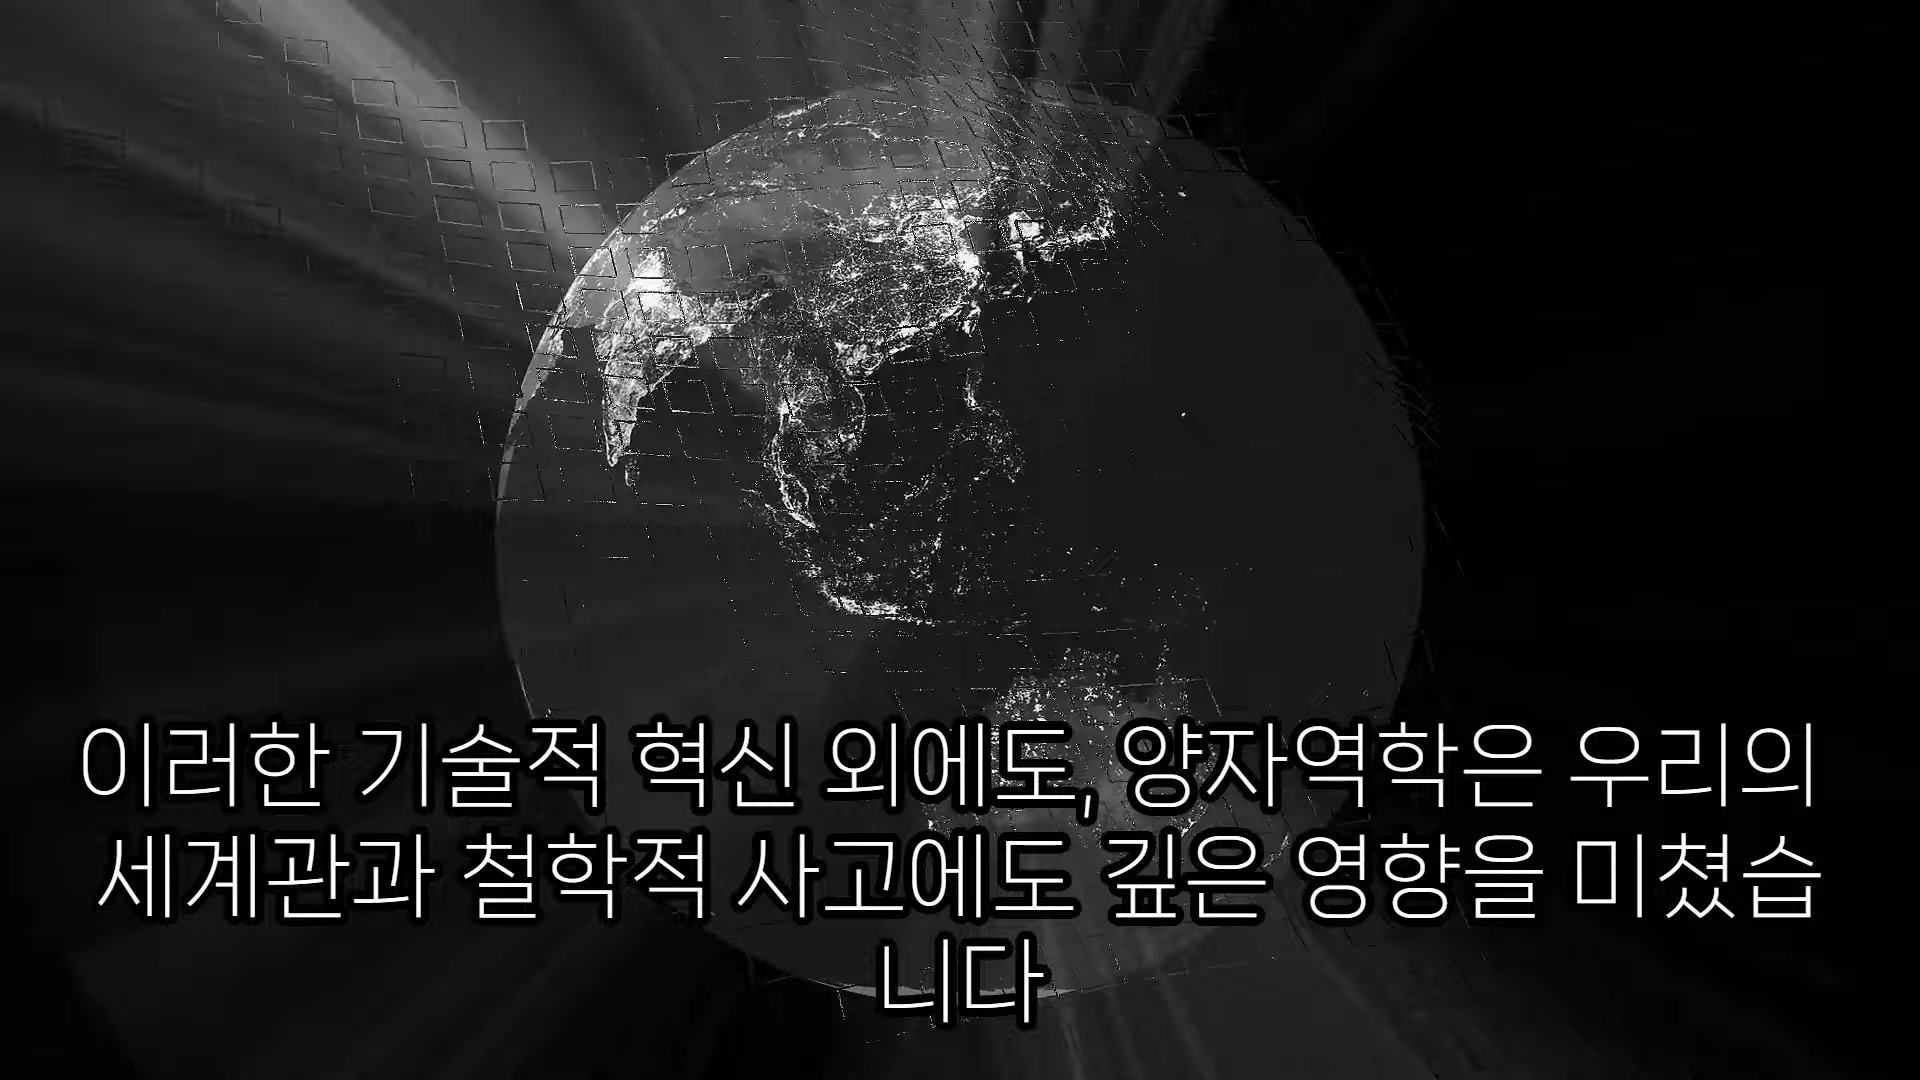 이러한 기술적 혁신 외에도, 양자역학은 우리의
세계관과 철학적 사고에도 깊은 영향을 미쳤습
니다